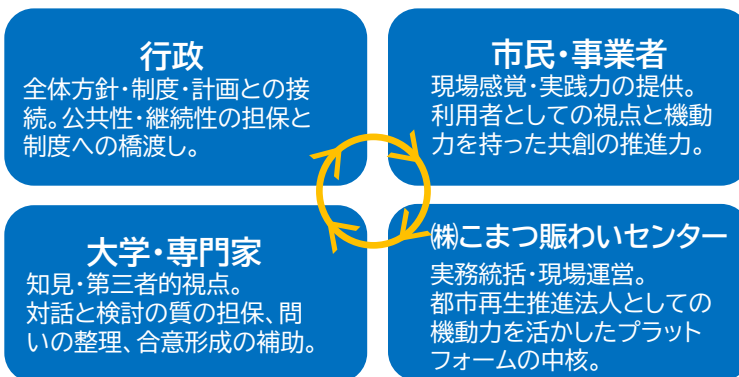 行政
全体方針・制度・計画との接
続。公共性・継続性の担保と
制度への橋渡し。
市民・事業者
現場感覚・実践力の提供。
利用者としての視点と機動
力を持った共創の推進力。
大学・専門家
知見・第三者的視点。
対話と検討の質の担保、問
いの整理、合意形成の補助。
㈱こまつ賑わいセンター
実務統括・現場運営。
都市再生推進法人としての
機動力を活かしたプラット
フォームの中核。